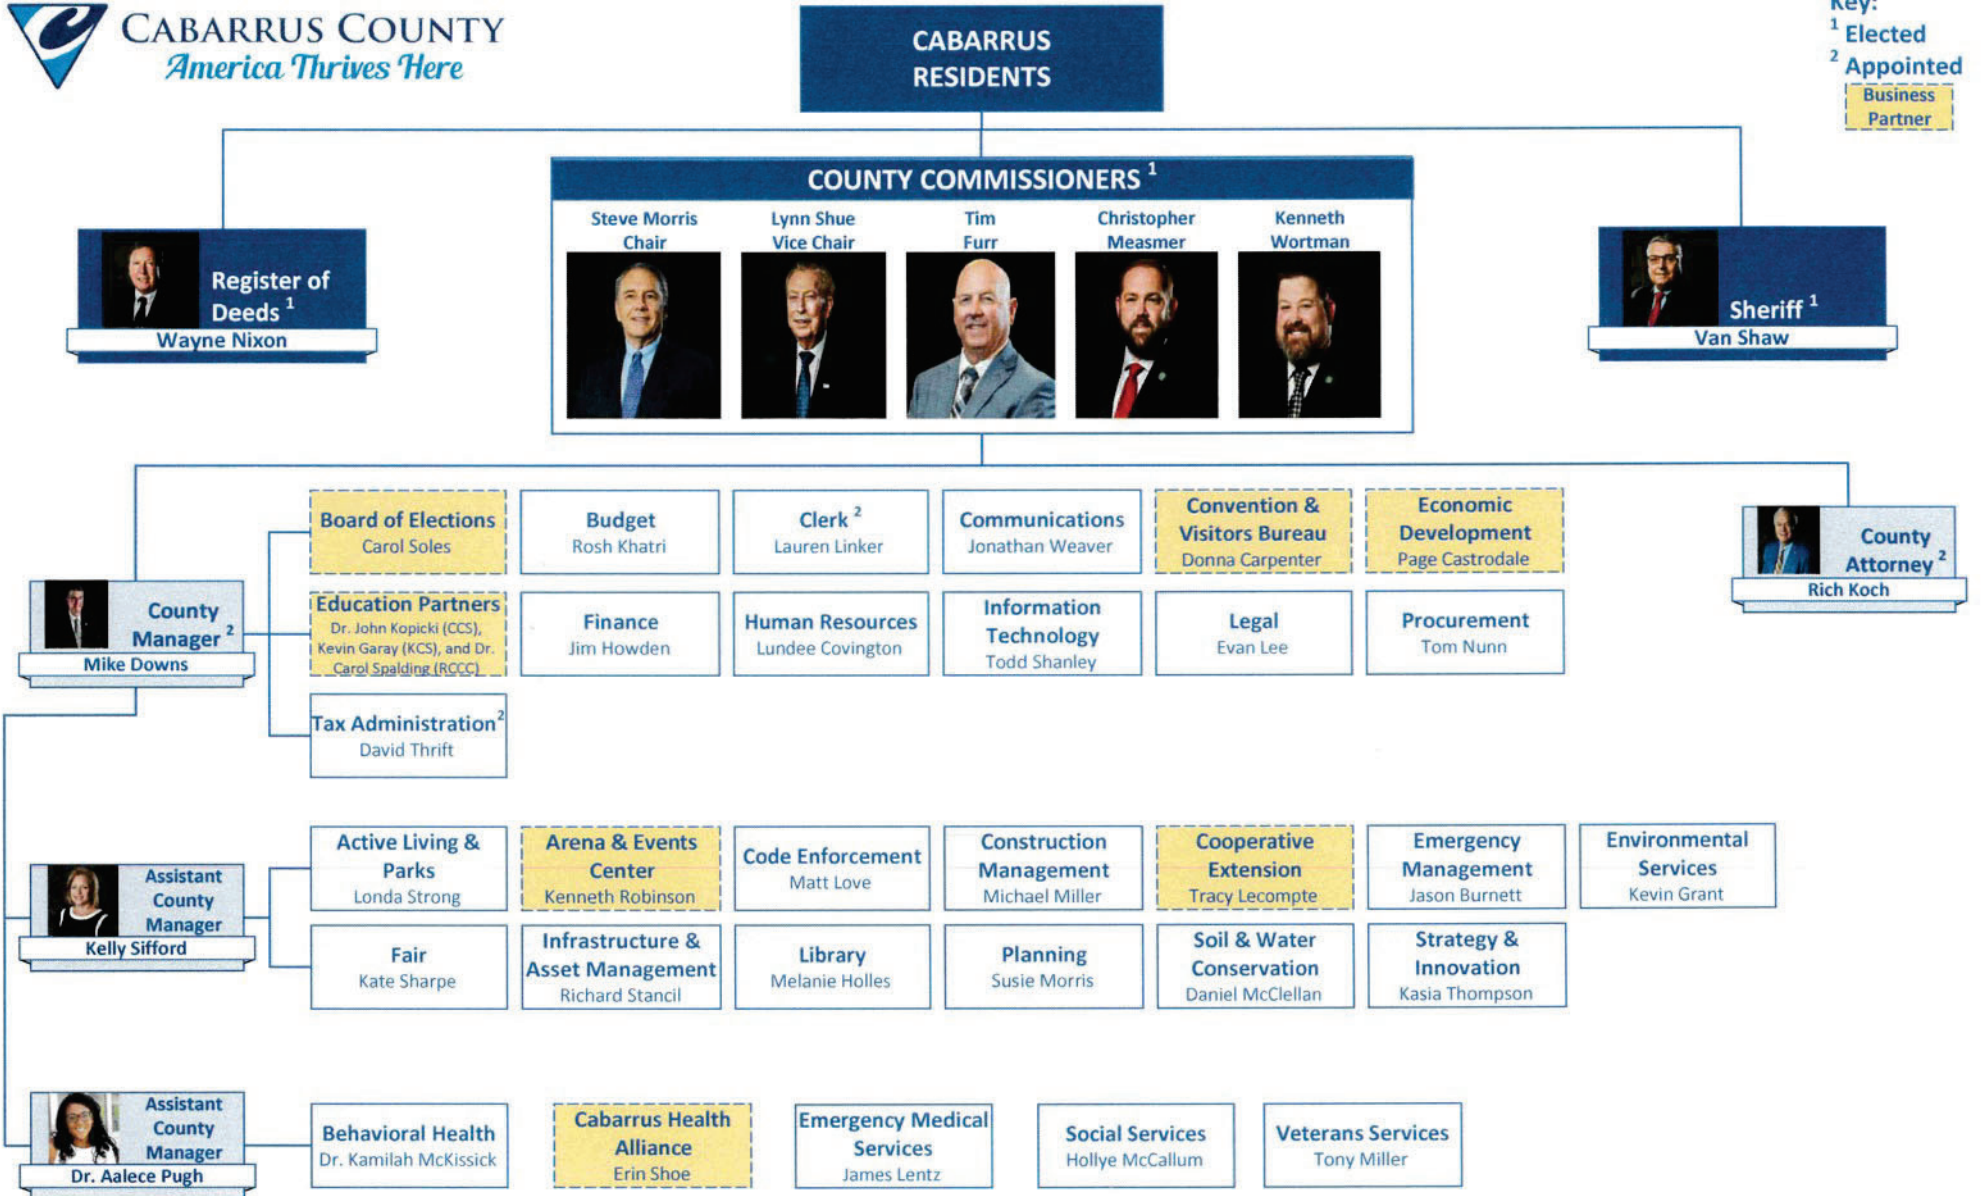 CABARRUS COUNTY
America Thrives Here
CABARRUS
RESIDENTS
Key:
1 Elected
2 Appointed
Business
Partner
COUNTY COMMISSIONERS 1
Steve Morris
Chair
Lynn Shue
Vice Chair
Tim
Furr
Christopher
Measmer
Kenneth
Wortman
Register of
Deeds 1
Wayne Nixon
Sheriff 1
Van Shaw
County
Manager 2
Mike Downs
Board of Elections
Carol Soles
Budget
Rosh Khatri
Clerk 2
Lauren Linker
Communications
Jonathan Weaver
Convention &
Visitors Bureau
Donna Carpenter
Economic
Development
Page Castrodale
County
Attorney 2
Rich Koch
Education Partners
Dr. John Kopicki (CCS),
Kevin Garay (KCS), and Dr.
Carol Spalding (RCCC)
Finance
Jim Howden
Human Resources
Lundee Covington
Information
Technology
Todd Shanley
Legal
Evan Lee
Procurement
Tom Nunn
Tax Administration 2
David Thrift
Assistant
County
Manager
Kelly Sifford
Active Living &
Parks
Londa Strong
Arena & Events
Center
Kenneth Robinson
Code Enforcement
Matt Love
Construction
Management
Michael Miller
Cooperative
Extension
Tracy Lecompte
Emergency
Management
Jason Burnett
Environmental
Services
Kevin Grant
Fair
Kate Sharpe
Infrastructure &
Asset Management
Richard Stancil
Library
Melanie Holles
Planning
Susie Morris
Soil & Water
Conservation
Daniel McClellan
Strategy &
Innovation
Kasia Thompson
Assistant
County
Manager
Dr. Aalece Pugh
Behavioral Health
Dr. Kamilah McKissick
Cabarrus Health
Alliance
Erin Shoe
Emergency Medical
Services
James Lentz
Social Services
Hollye McCallum
Veterans Services
Tony Miller